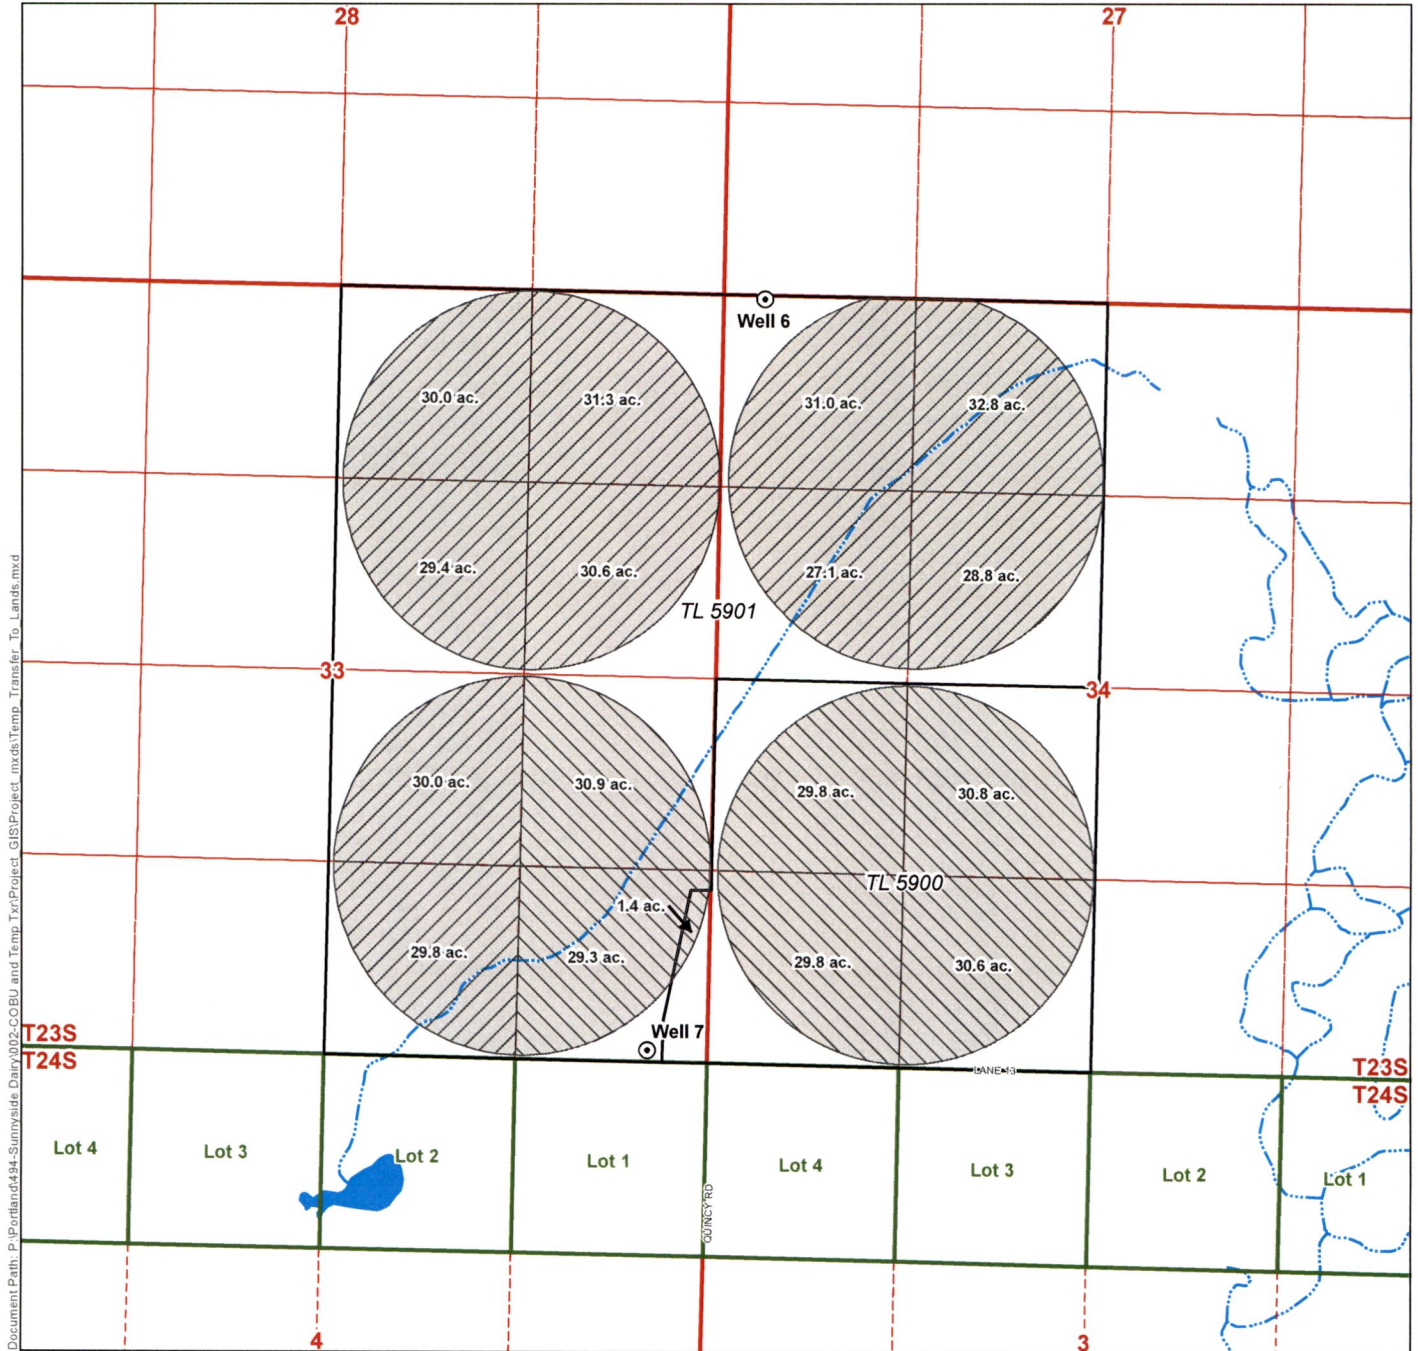 28
27
Well 6
30.0 ac.
31.3 ac.
31.0 ac.
32.8 ac.
29.4 ac.
30.6 ac.
27.1 ac.
28.8 ac.
TL 5901
33
34
30.0 ac.
30.9 ac.
29.8 ac.
30.8 ac.
TL 5900
1.4 ac.
29.8 ac.
29.3 ac.
29.8 ac.
30.6 ac.
Well 7
T23S
T24S
LANE 13
T23S
T24S
Lot 4
Lot 3
Lot 2
Lot 1
Lot 4
Lot 3
Lot 2
Lot 1
QUINCY RD
4
3
Document Path: P:\Portland\494-Sunnyside Dairy\002-COBU and Temp Txr\Project_GIS\Project_mxds\Temp_Transfer_To_Lands.mxd